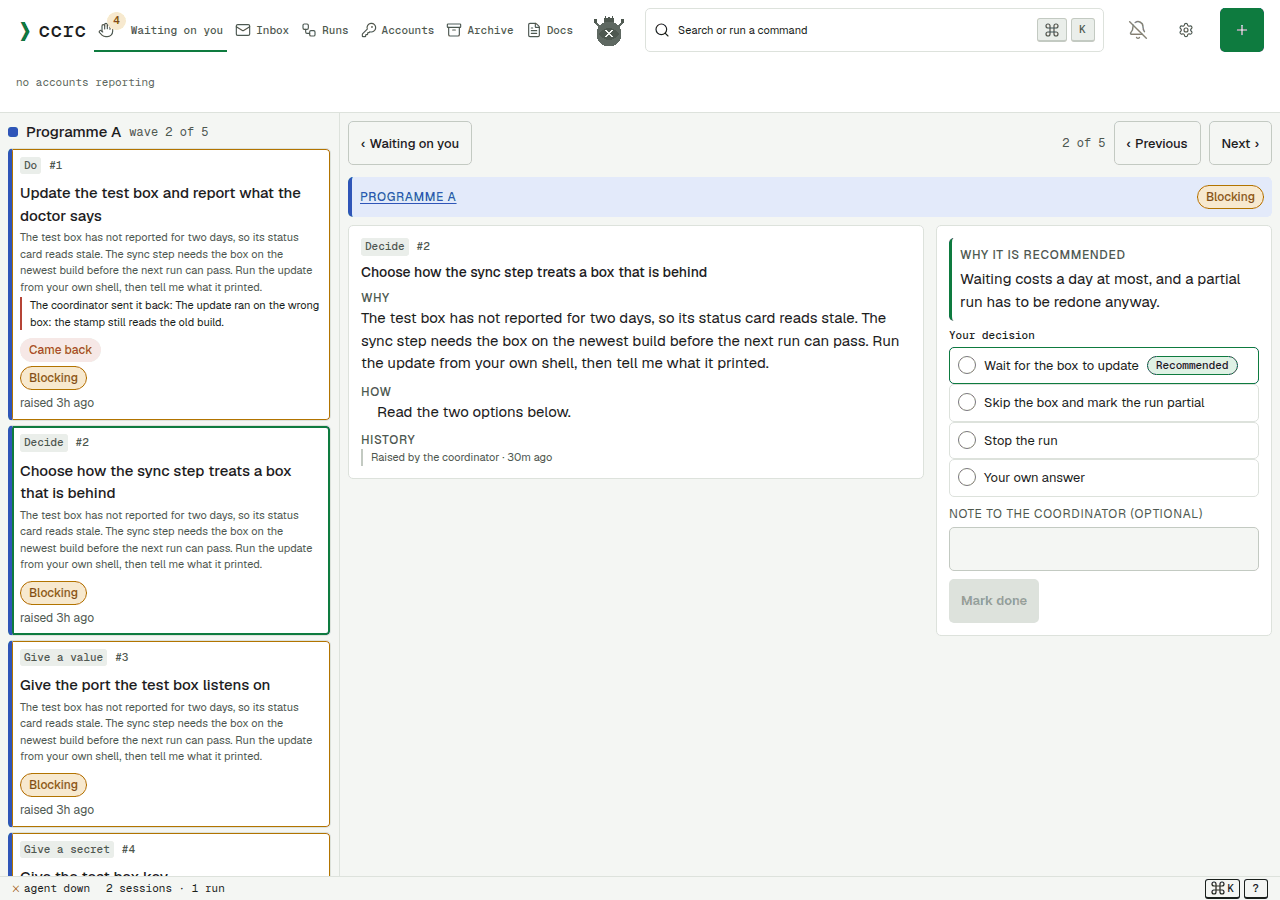 ❯ ccrc
4
Waiting on you
Inbox
Runs
Accounts
Archive
Docs
Search or run a command
⌘ K
+
no accounts reporting
Programme A wave 2 of 5
Do #1
Update the test box and report what the
doctor says
The test box has not reported for two days, so its status
card reads stale. The sync step needs the box on the
newest build before the next run can pass. Run the update
from your own shell, then tell me what it printed.
The coordinator sent it back: The update ran on the wrong
box: the stamp still reads the old build.
Came back
Blocking
raised 3h ago
Decide #2
Choose how the sync step treats a box
that is behind
The test box has not reported for two days, so its status
card reads stale. The sync step needs the box on the
newest build before the next run can pass. Run the update
from your own shell, then tell me what it printed.
Blocking
raised 3h ago
Give a value #3
Give the port the test box listens on
The test box has not reported for two days, so its status
card reads stale. The sync step needs the box on the
newest build before the next run can pass. Run the update
from your own shell, then tell me what it printed.
Blocking
raised 3h ago
Give a secret #4
Give the test box key
‹ Waiting on you
2 of 5
‹ Previous
Next ›
PROGRAMME A
Blocking
Decide #2
Choose how the sync step treats a box that is behind
WHY
The test box has not reported for two days, so its status card reads stale. The
sync step needs the box on the newest build before the next run can pass. Run
the update from your own shell, then tell me what it printed.
HOW
Read the two options below.
HISTORY
Raised by the coordinator · 30m ago
WHY IT IS RECOMMENDED
Waiting costs a day at most, and a partial
run has to be redone anyway.
Your decision
Wait for the box to update Recommended
Skip the box and mark the run partial
Stop the run
Your own answer
NOTE TO THE COORDINATOR (OPTIONAL)
Mark done
× agent down 2 sessions · 1 run
⌘K ?